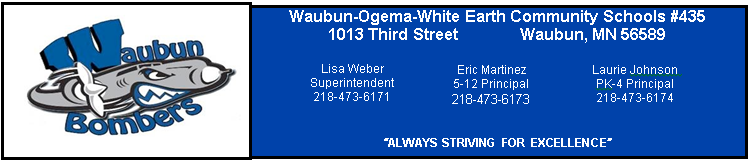 Waubun
Bombers
Waubun-Ogema-White Earth Community Schools #435
1013 Third Street Waubun, MN 56589
Lisa Weber
Superintendent
218-473-6171
Eric Martinez
5-12 Principal
218-473-6173
Laurie Johnson
PK-4 Principal
218-473-6174
"ALWAYS STRIVING FOR EXCELLENCE"